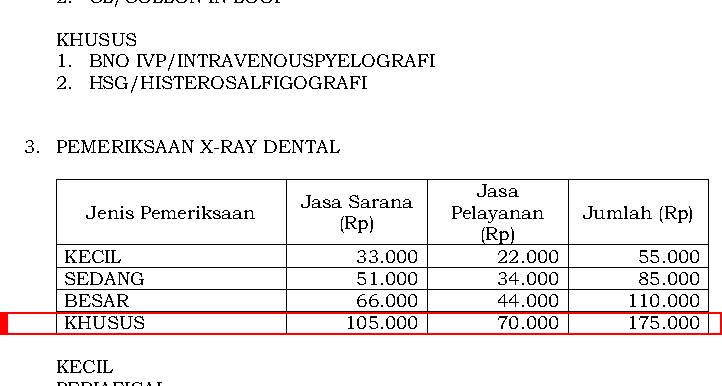 KHUSUS
1. BNO IVP/INTRAVENOUSPYELOGRAFI
2. HSG/HISTEROSALFIGOGRAFI
3. PEMERIKSAAN X-RAY DENTAL
Jenis Pemeriksaan Jasa Sarana (Rp) Jasa Pelayanan (Rp) Jumlah (Rp)
KECIL 33.000 22.000 55.000
SEDANG 51.000 34.000 85.000
BESAR 66.000 44.000 110.000
KHUSUS 105.000 70.000 175.000
KECIL